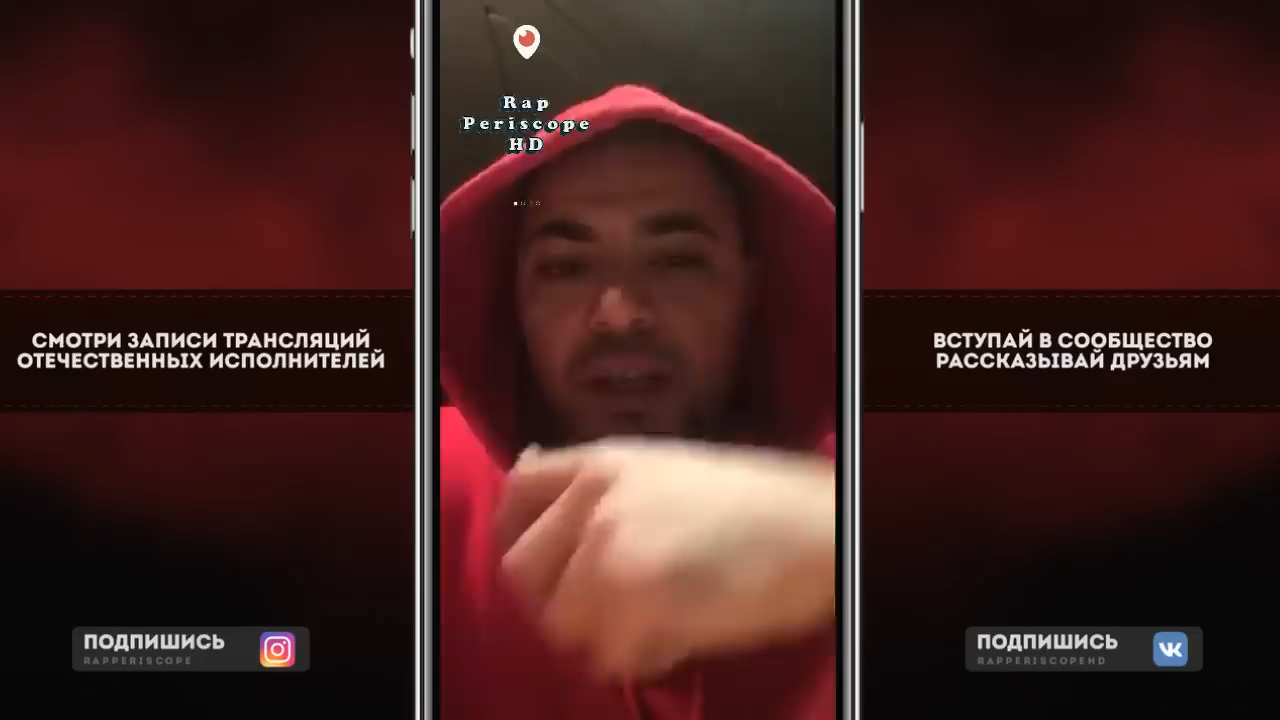 Rap
Periscope
HD
СМОТРИ ЗАПИСИ ТРАНСЛЯЦИЙ
ОТЕЧЕСТВЕННЫХ ИСПОЛНИТЕЛЕЙ
ВСТУПАЙ В СООБЩЕСТВО
РАССКАЗЫВАЙ ДРУЗЬЯМ
ПОДПИШИСЬ
RAPPERISCOPE
ПОДПИШИСЬ
RAPPERISCOPEHD